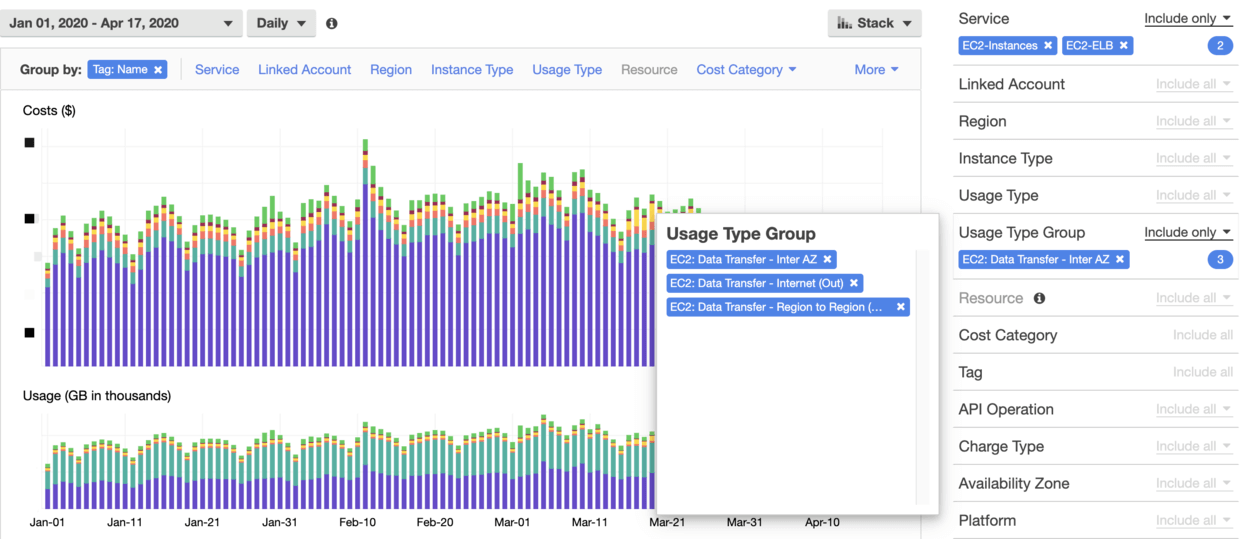 Jan 01, 2020 - Apr 17, 2020
Daily
Stack
Group by: Tag: Name Service Linked Account Region Instance Type Usage Type Resource Cost Category More
Costs ($)
Usage (GB in thousands)
Jan-01 Jan-11 Jan-21 Jan-31 Feb-10 Feb-20 Mar-01 Mar-11 Mar-21 Mar-31 Apr-10
Usage Type Group
EC2: Data Transfer - Inter AZ
EC2: Data Transfer - Internet (Out)
EC2: Data Transfer - Region to Region (...
Service Include only
EC2-Instances EC2-ELB 2
Linked Account Include all
Region Include all
Instance Type Include all
Usage Type Include all
Usage Type Group Include only
EC2: Data Transfer - Inter AZ 3
Resource Include all
Cost Category Include all
Tag Include all
API Operation Include all
Charge Type Include all
Availability Zone Include all
Platform Include all